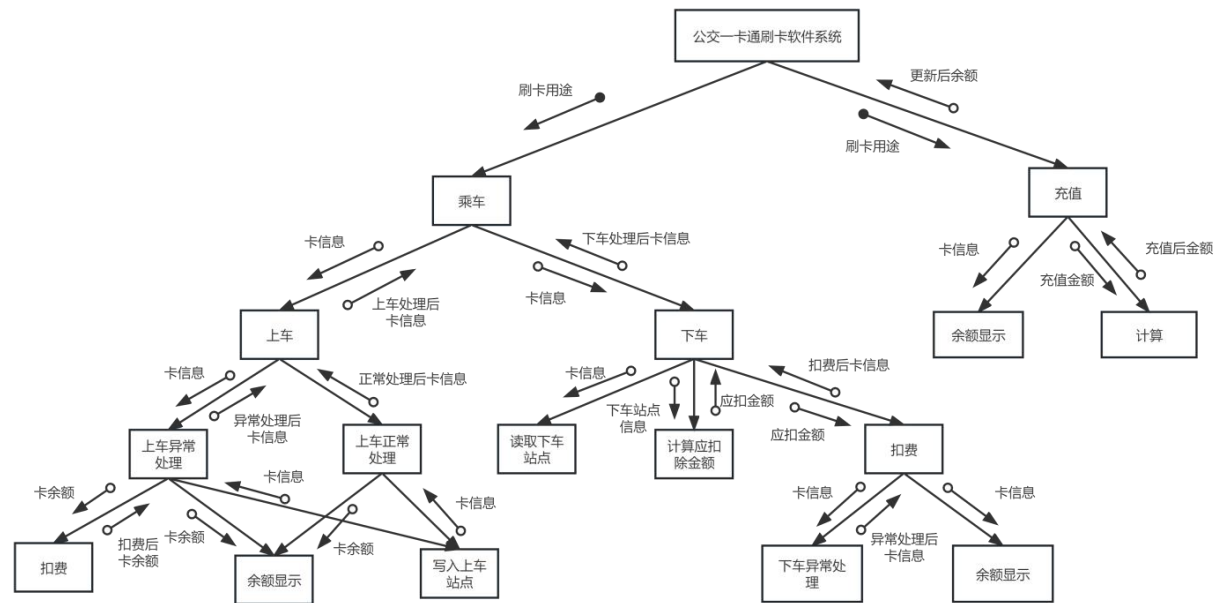 公交一卡通刷卡软件系统
更新后余额
刷卡用途
刷卡用途
乘车
充值
卡信息
下车处理后卡信息
卡信息
充值后金额
上车处理后
卡信息
卡信息
充值金额
上车
下车
余额显示
计算
卡信息
正常处理后卡信息
卡信息
扣费后卡信息
异常处理后
卡信息
下车站点
信息
应扣金额
应扣金额
上车异常
处理
上车正常
处理
读取下车
站点
计算应扣
除金额
扣费
卡余额
卡信息
卡信息
卡信息
卡信息
扣费后
卡余额
卡余额
卡余额
异常处理后
卡信息
扣费
余额显示
写入上车
站点
下车异常处
理
余额显示